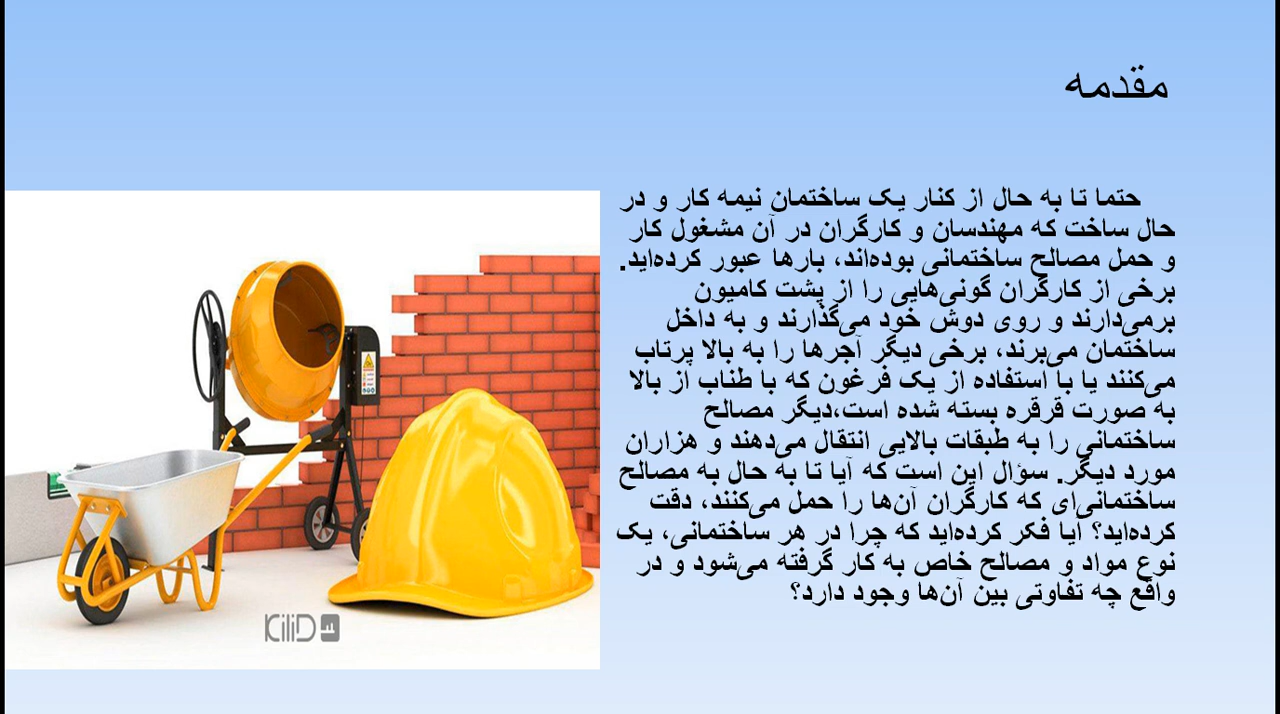 مقدمه
حتما تا به حال از کنار یک ساختمان نیمه کار و در
حال ساخت که مهندسان و کارگران در آن مشغول کار
و حمل مصالح ساختمانی بوده‌اند، بارها عبور کرده‌اید.
برخی از کارگران گونی‌هایی را از پشت کامیون
برمی‌دارند و روی دوش خود می‌گذارند و به داخل
ساختمان می‌برند، برخی دیگر آجرها را به بالا پرتاب
می‌کنند یا با استفاده از یک فرغون که با طناب از بالا
به صورت قرقره بسته شده است،دیگر مصالح
ساختمانی را به طبقات بالایی انتقال می‌دهند و هزاران
مورد دیگر. سؤال این است که آیا تا به حال به مصالح
ساختمانی‌ای که کارگران آن‌ها را حمل می‌کنند، دقت
کرده‌اید؟ آیا فکر کرده‌اید که چرا در هر ساختمانی، یک
نوع مواد و مصالح خاص به کار گرفته می‌شود و در
واقع چه تفاوتی بین آن‌ها وجود دارد؟
KiliD